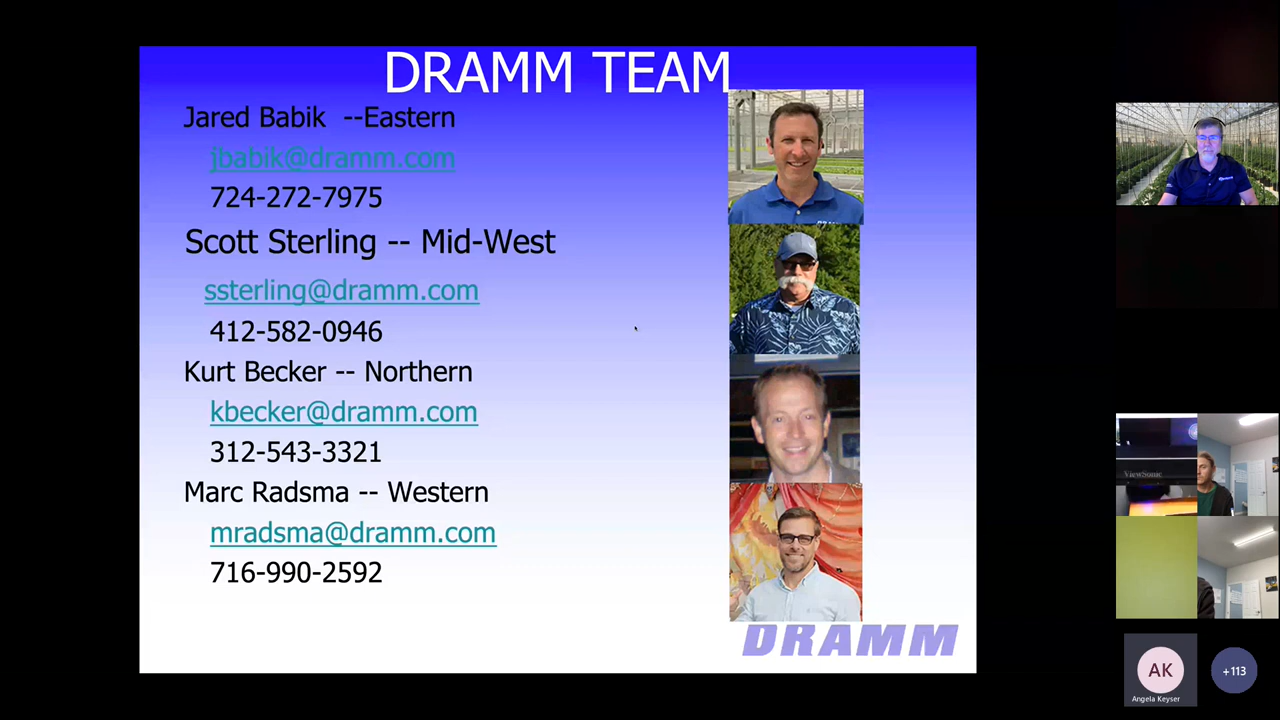 DRAMM TEAM
Jared Babik --Eastern
jbabik@dramm.com
724-272-7975
Scott Sterling -- Mid-West
ssterling@dramm.com
412-582-0946
Kurt Becker -- Northern
kbecker@dramm.com
312-543-3321
Marc Radsma -- Western
mradsma@dramm.com
716-990-2592
DRAMM
ViewSonic
AK
Angela Keyser
+113